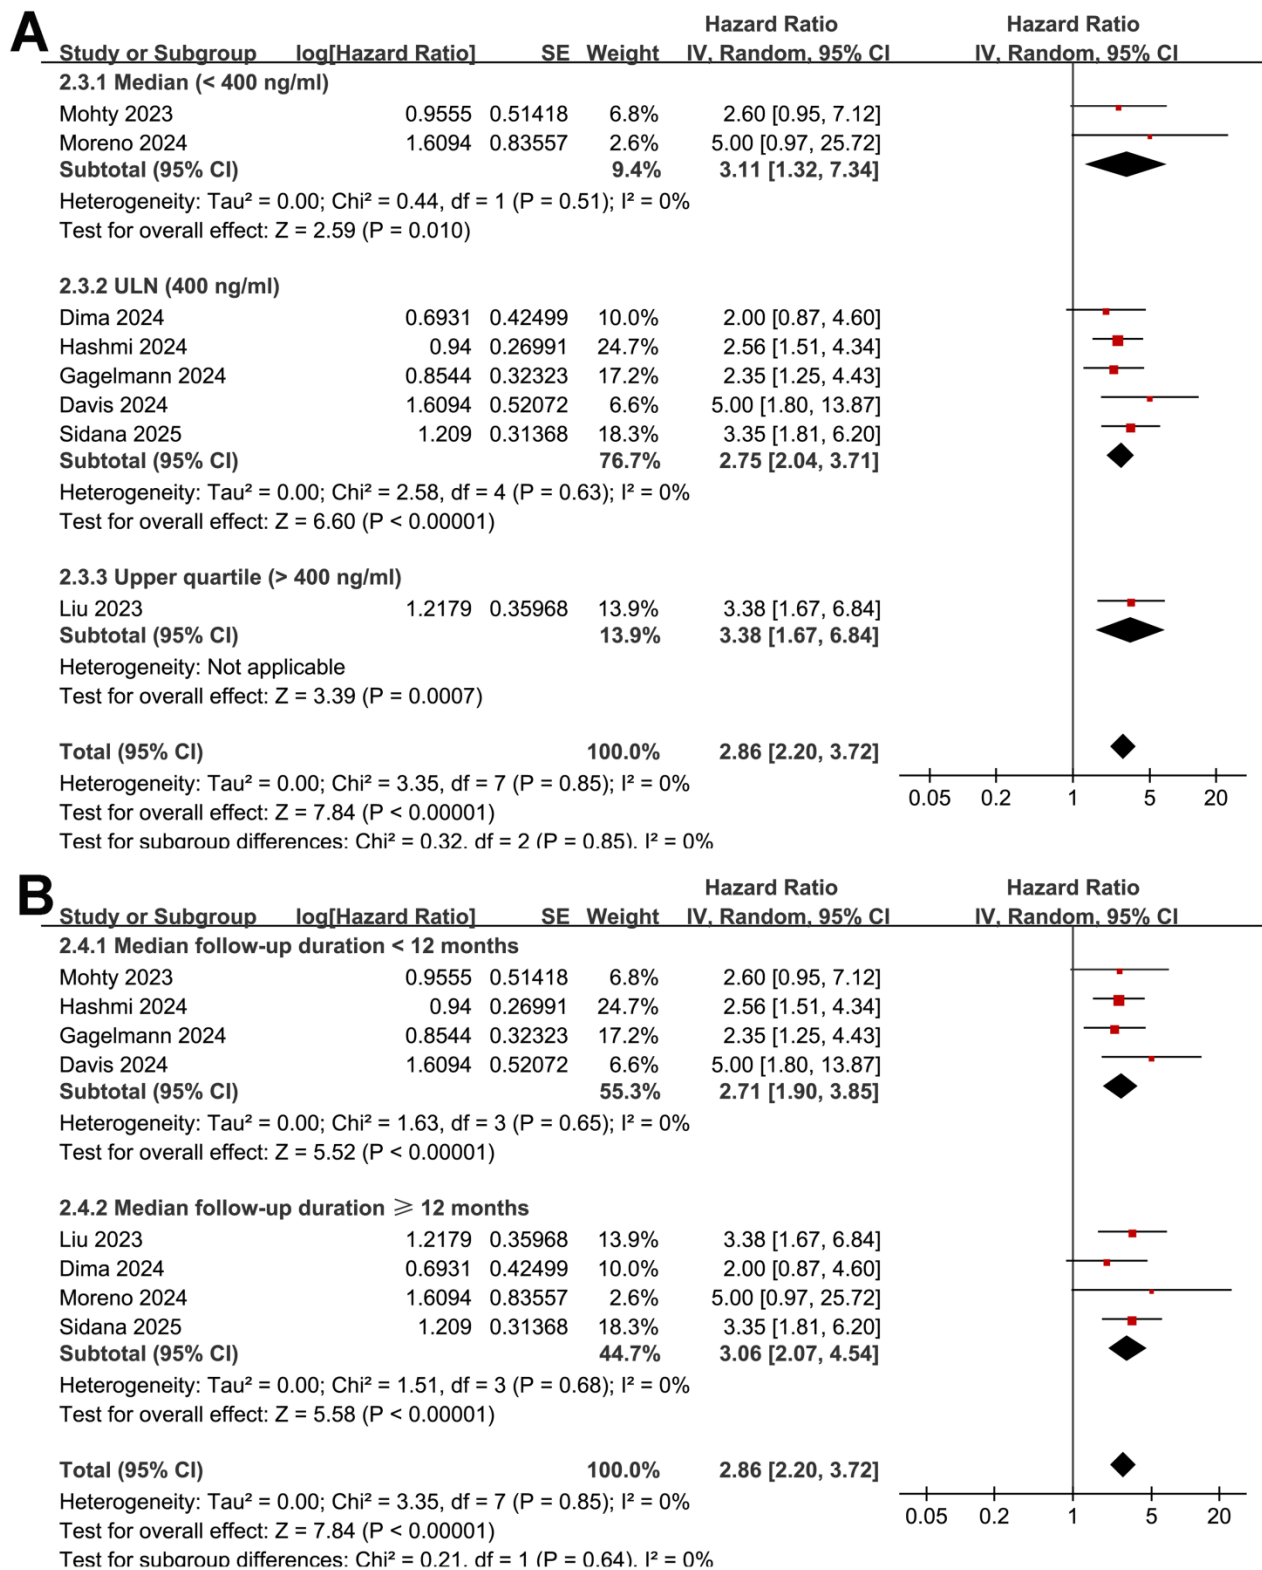 A
Hazard Ratio Hazard Ratio
Study or Subgroup log[Hazard Ratio] SE Weight IV, Random, 95% CI IV, Random, 95% CI
2.3.1 Median (< 400 ng/ml)
Mohty 2023 0.9555 0.51418 6.8% 2.60 [0.95, 7.12]
Moreno 2024 1.6094 0.83557 2.6% 5.00 [0.97, 25.72]
Subtotal (95% CI) 9.4% 3.11 [1.32, 7.34]
Heterogeneity: Tau² = 0.00; Chi² = 0.44, df = 1 (P = 0.51); I² = 0%
Test for overall effect: Z = 2.59 (P = 0.010)
2.3.2 ULN (400 ng/ml)
Dima 2024 0.6931 0.42499 10.0% 2.00 [0.87, 4.60]
Hashmi 2024 0.94 0.26991 24.7% 2.56 [1.51, 4.34]
Gagelmann 2024 0.8544 0.32323 17.2% 2.35 [1.25, 4.43]
Davis 2024 1.6094 0.52072 6.6% 5.00 [1.80, 13.87]
Sidana 2025 1.209 0.31368 18.3% 3.35 [1.81, 6.20]
Subtotal (95% CI) 76.7% 2.75 [2.04, 3.71]
Heterogeneity: Tau² = 0.00; Chi² = 2.58, df = 4 (P = 0.63); I² = 0%
Test for overall effect: Z = 6.60 (P < 0.00001)
2.3.3 Upper quartile (> 400 ng/ml)
Liu 2023 1.2179 0.35968 13.9% 3.38 [1.67, 6.84]
Subtotal (95% CI) 13.9% 3.38 [1.67, 6.84]
Heterogeneity: Not applicable
Test for overall effect: Z = 3.39 (P = 0.0007)
Total (95% CI) 100.0% 2.86 [2.20, 3.72]
Heterogeneity: Tau² = 0.00; Chi² = 3.35, df = 7 (P = 0.85); I² = 0%
0.05 0.2 1 5 20
Test for overall effect: Z = 7.84 (P < 0.00001)
Test for subgroup differences: Chi² = 0.32, df = 2 (P = 0.85), I² = 0%
B
Hazard Ratio Hazard Ratio
Study or Subgroup log[Hazard Ratio] SE Weight IV, Random, 95% CI IV, Random, 95% CI
2.4.1 Median follow-up duration < 12 months
Mohty 2023 0.9555 0.51418 6.8% 2.60 [0.95, 7.12]
Hashmi 2024 0.94 0.26991 24.7% 2.56 [1.51, 4.34]
Gagelmann 2024 0.8544 0.32323 17.2% 2.35 [1.25, 4.43]
Davis 2024 1.6094 0.52072 6.6% 5.00 [1.80, 13.87]
Subtotal (95% CI) 55.3% 2.71 [1.90, 3.85]
Heterogeneity: Tau² = 0.00; Chi² = 1.63, df = 3 (P = 0.65); I² = 0%
Test for overall effect: Z = 5.52 (P < 0.00001)
2.4.2 Median follow-up duration ⩾ 12 months
Liu 2023 1.2179 0.35968 13.9% 3.38 [1.67, 6.84]
Dima 2024 0.6931 0.42499 10.0% 2.00 [0.87, 4.60]
Moreno 2024 1.6094 0.83557 2.6% 5.00 [0.97, 25.72]
Sidana 2025 1.209 0.31368 18.3% 3.35 [1.81, 6.20]
Subtotal (95% CI) 44.7% 3.06 [2.07, 4.54]
Heterogeneity: Tau² = 0.00; Chi² = 1.51, df = 3 (P = 0.68); I² = 0%
Test for overall effect: Z = 5.58 (P < 0.00001)
Total (95% CI) 100.0% 2.86 [2.20, 3.72]
Heterogeneity: Tau² = 0.00; Chi² = 3.35, df = 7 (P = 0.85); I² = 0%
0.05 0.2 1 5 20
Test for overall effect: Z = 7.84 (P < 0.00001)
Test for subgroup differences: Chi² = 0.21, df = 1 (P = 0.64), I² = 0%